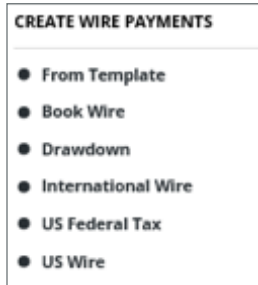 CREATE WIRE PAYMENTS
From Template
Book Wire
Drawdown
International Wire
US Federal Tax
US Wire